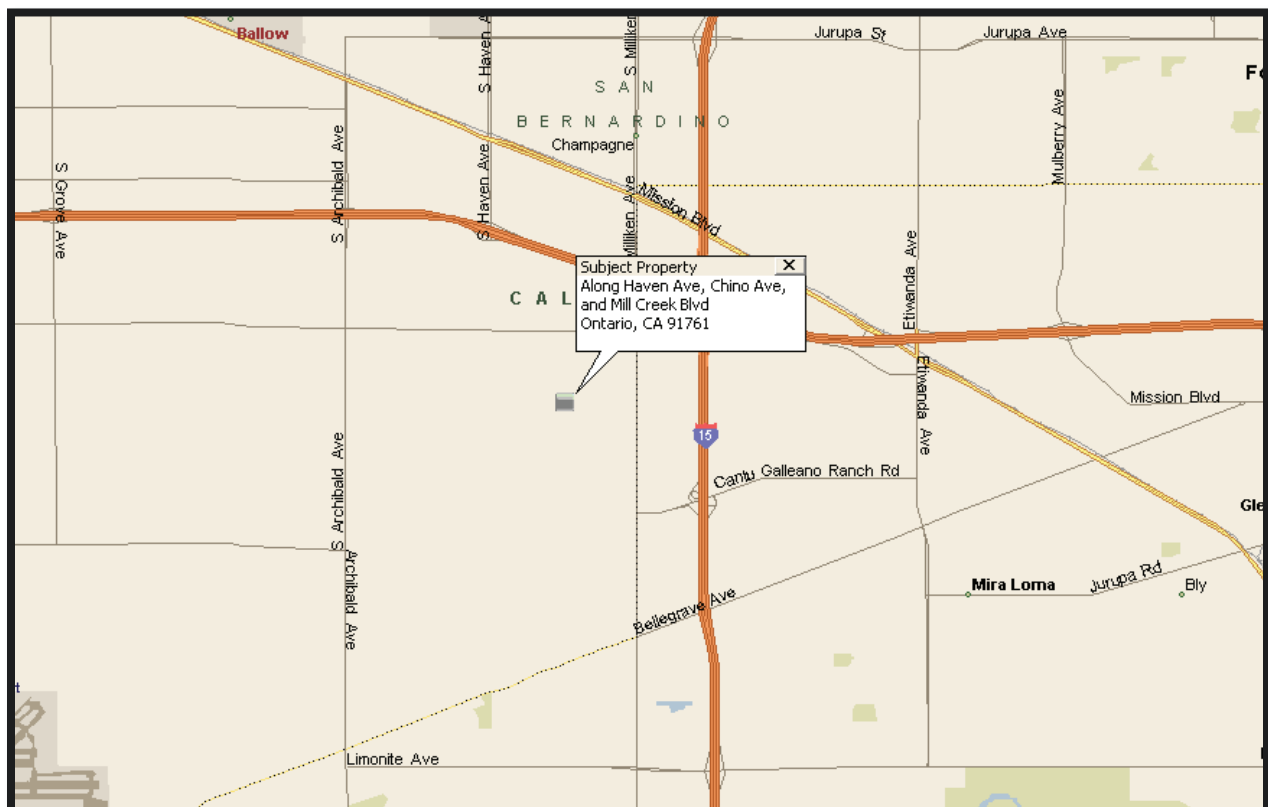 Ballow
Jurupa St
Jurupa Ave
S Haven A
S Milliken
SAN
BERNARDINO
Champagne
Mulberry Ave
S Archibald Ave
S Haven Ave
S Grove Ave
Milliken Ave
Mission Blvd
Etiwanda Ave
Subject Property
Along Haven Ave, Chino Ave,
and Mill Creek Blvd
Ontario, CA 91761
CAL
Etiwanda Ave
Mission Blvd
15
S Archibald Ave
Cantu Galleano Ranch Rd
Gle
Archibald Ave
Mira Loma
Jurupa Rd
Bly
Bellegrave Ave
t
Limonite Ave